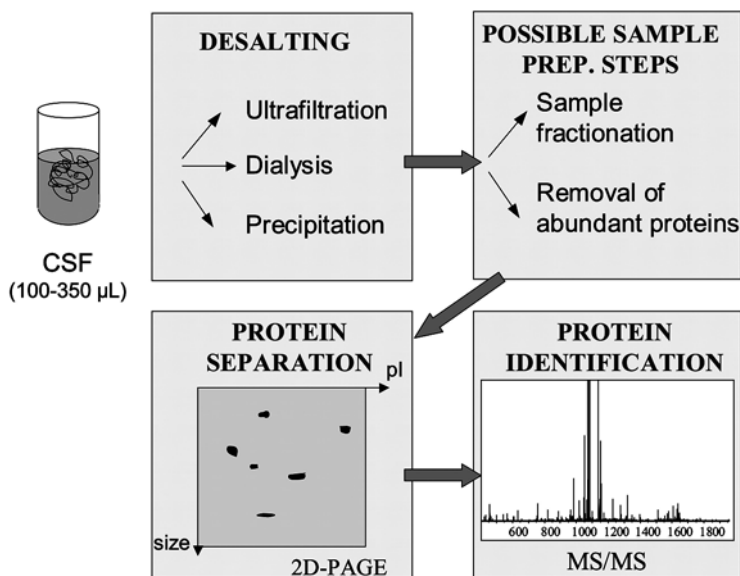 CSF
(100-350 µL)
DESALTING
Ultrafiltration
Dialysis
Precipitation
POSSIBLE SAMPLE
PREP. STEPS
Sample
fractionation
Removal of
abundant proteins
PROTEIN
SEPARATION
pI
size
2D-PAGE
PROTEIN
IDENTIFICATION
600 800 1000 1200 1400 1600 1800
MS/MS